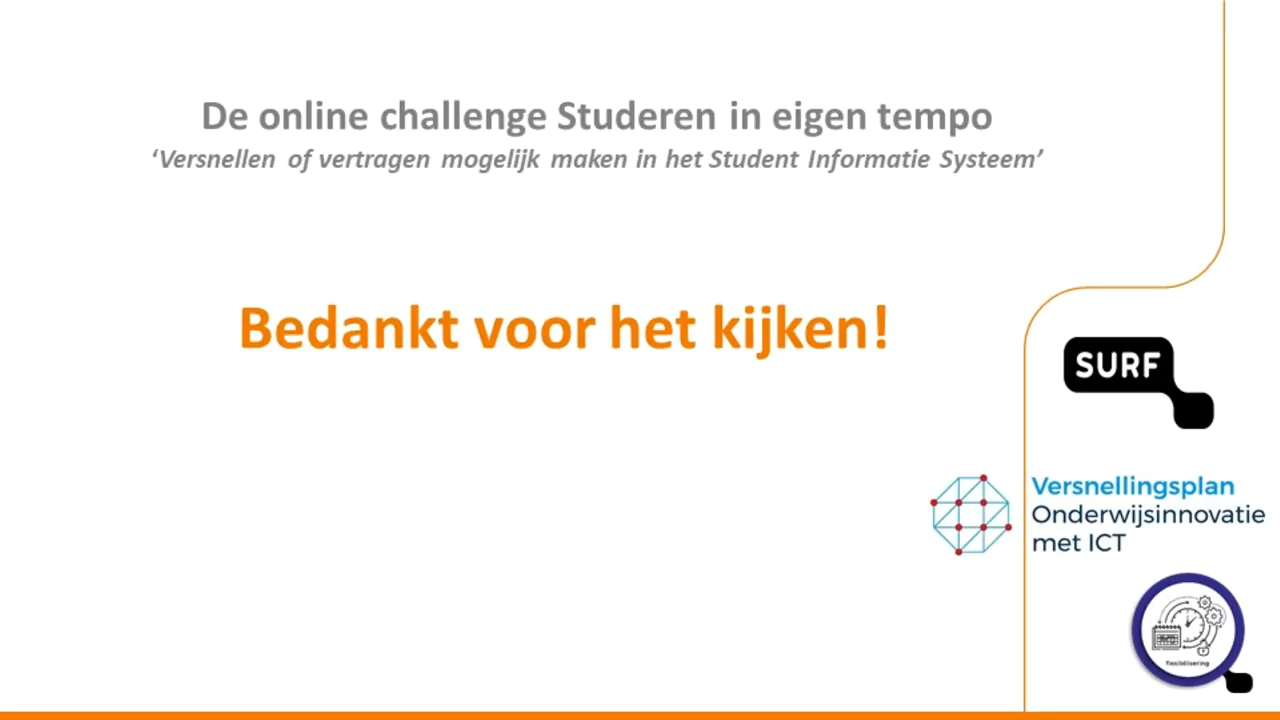 De online challenge Studeren in eigen tempo
‘Versnellen of vertragen mogelijk maken in het Student Informatie Systeem’
Bedankt voor het kijken!
SURF
Versnellingsplan
Onderwijsinnovatie
met ICT
flexibilisering